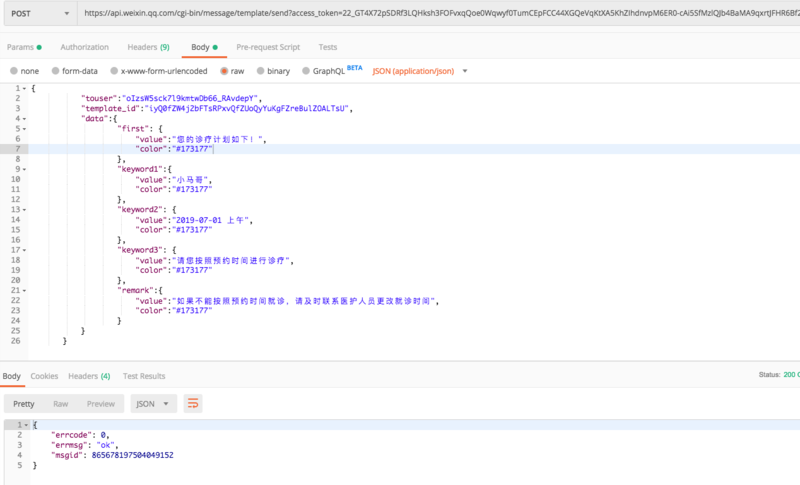 POST https://api.weixin.qq.com/cgi-bin/message/template/send?access_token=22_GT4X72pSDRf3LQHksh3FOFvxqQoe0Wqwyf0TumCEpFCC44XGQeVqKtXA5KhZIhdnvpM6ER0-cAi5SfMzIQJb4BaMA9qxrtJFHR6Bf2
Params Authorization Headers (9) Body Pre-request Script Tests
none form-data x-www-form-urlencoded raw binary GraphQL BETA JSON (application/json)
1 {
2 "touser":"oIzsW5sck7l9kmtwDb66_RAvdepY",
3 "template_id":"iyQ0fZW4j2bFTsRPxvQfZUoQyYuKgFZreBulZOALTsU",
4 "data":{
5 "first": {
6 "value":"您的诊疗计划如下！",
7 "color":"#173177"
8 },
9 "keyword1":{
10 "value":"小马哥",
11 "color":"#173177"
12 },
13 "keyword2": {
14 "value":"2019-07-01 上午",
15 "color":"#173177"
16 },
17 "keyword3": {
18 "value":"请您按照预约时间进行诊疗",
19 "color":"#173177"
20 },
21 "remark":{
22 "value":"如果不能按照预约时间就诊，请及时联系医护人员更改就诊时间",
23 "color":"#173177"
24 }
25 }
26 }
Body Cookies Headers (4) Test Results Status: 200 O
Pretty Raw Preview JSON
1 {
2 "errcode": 0,
3 "errmsg": "ok",
4 "msgid": 865678197504049152
5 }